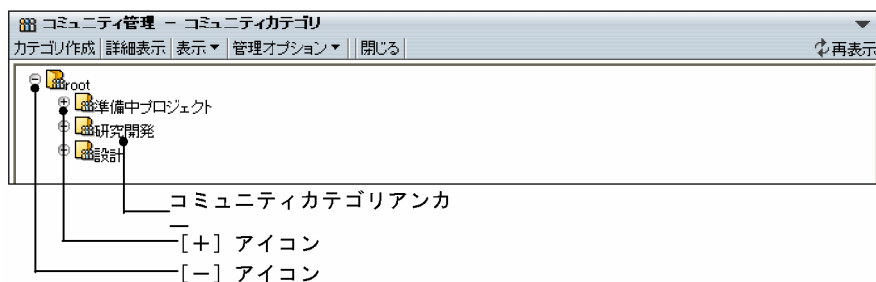 コミュニティ管理 － コミュニティカテゴリ
カテゴリ作成 詳細表示 表示▼ 管理オプション▼ 閉じる 再表示
root
準備中プロジェクト
研究開発
設計
コミュニティカテゴリアンカ
ー
[＋] アイコン
[－] アイコン